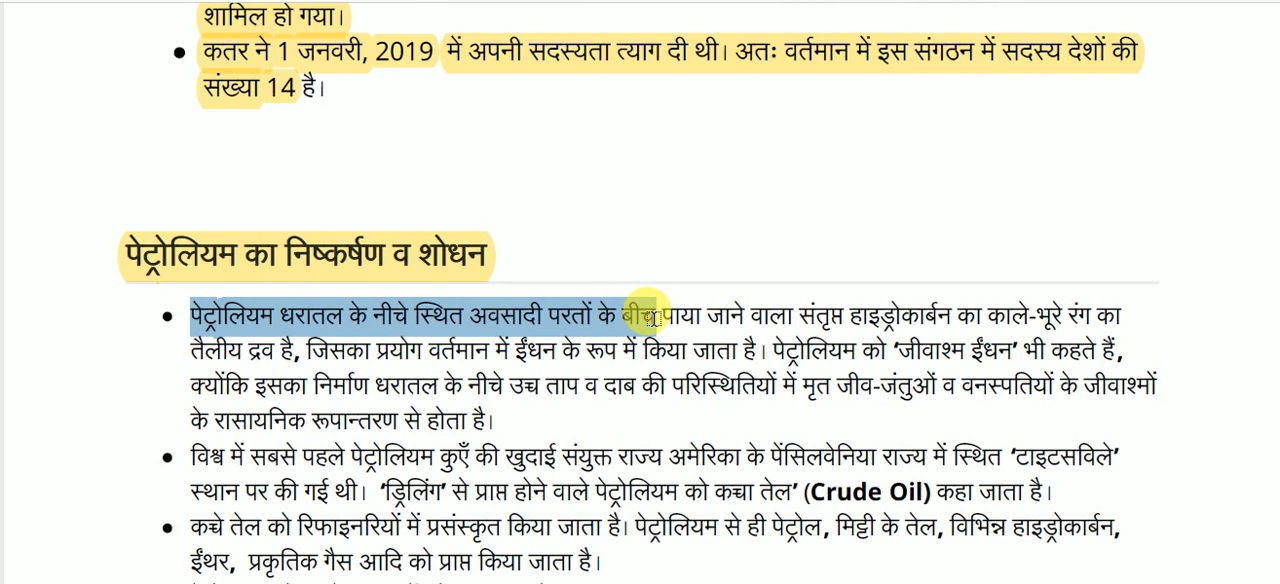 शामिल हो गया।
● कतर ने 1 जनवरी, 2019 में अपनी सदस्यता त्याग दी थी। अतः वर्तमान में इस संगठन में सदस्य देशों की
संख्या 14 है।
पेट्रोलियम का निष्कर्षण व शोधन
● पेट्रोलियम धरातल के नीचे स्थित अवसादी परतों के बीच पाया जाने वाला संतृप्त हाइड्रोकार्बन का काले-भूरे रंग का
तैलीय द्रव है, जिसका प्रयोग वर्तमान में ईंधन के रूप में किया जाता है। पेट्रोलियम को ‘जीवाश्म ईंधन’ भी कहते हैं,
क्योंकि इसका निर्माण धरातल के नीचे उच्च ताप व दाब की परिस्थितियों में मृत जीव-जंतुओं व वनस्पतियों के जीवाश्मों
के रासायनिक रूपान्तरण से होता है।
● विश्व में सबसे पहले पेट्रोलियम कुएँ की खुदाई संयुक्त राज्य अमेरिका के पेंसिलवेनिया राज्य में स्थित ‘टाइटसविले’
स्थान पर की गई थी। ‘ड्रिलिंग’ से प्राप्त होने वाले पेट्रोलियम को कच्चा तेल’ (Crude Oil) कहा जाता है।
● कच्चे तेल को रिफाइनरियों में प्रसंस्कृत किया जाता है। पेट्रोलियम से ही पेट्रोल, मिट्टी के तेल, विभिन्न हाइड्रोकार्बन,
ईंथर, प्रकृतिक गैस आदि को प्राप्त किया जाता है।